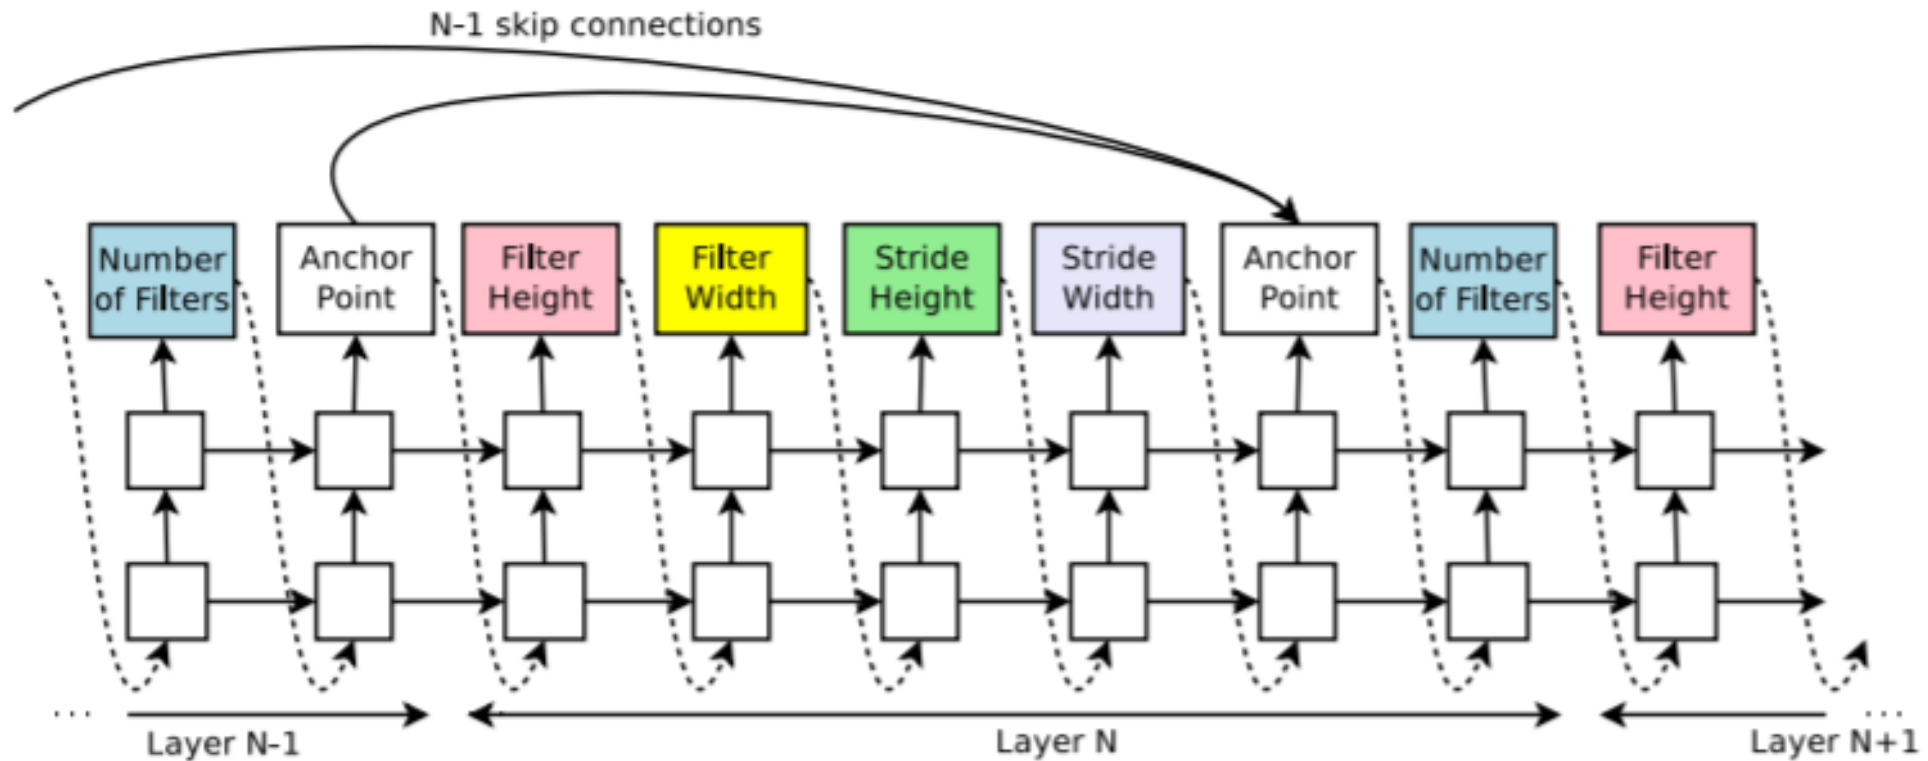 N-1 skip connections
Number
of Filters
Anchor
Point
Filter
Height
Filter
Width
Stride
Height
Stride
Width
Anchor
Point
Number
of Filters
Filter
Height
...
Layer N-1
Layer N
Layer N+1
...